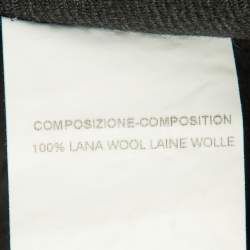 COMPOSIZIONE-COMPOSITION
100% LANA WOOL LAINE WOLLE